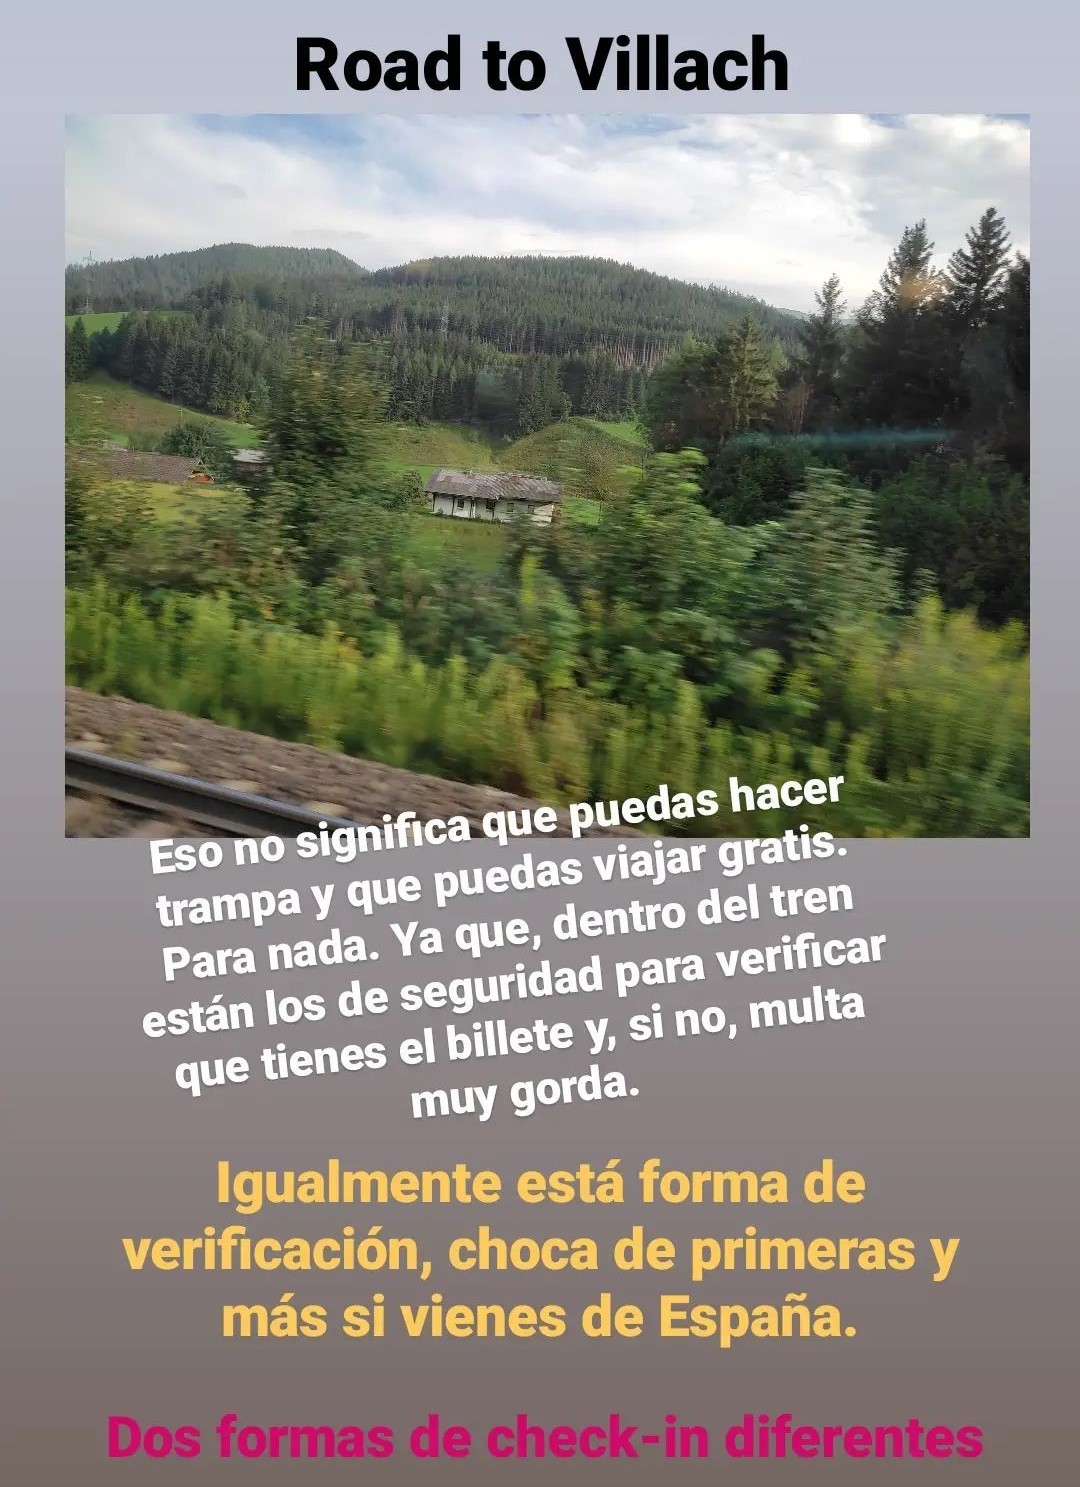 Road to Villach
Eso no significa que puedas hacer
trampa y que puedas viajar gratis.
Para nada. Ya que, dentro del tren
están los de seguridad para verificar
que tienes el billete y, si no, multa
muy gorda.
Igualmente está forma de
verificación, choca de primeras y
más si vienes de España.
Dos formas de check-in diferentes